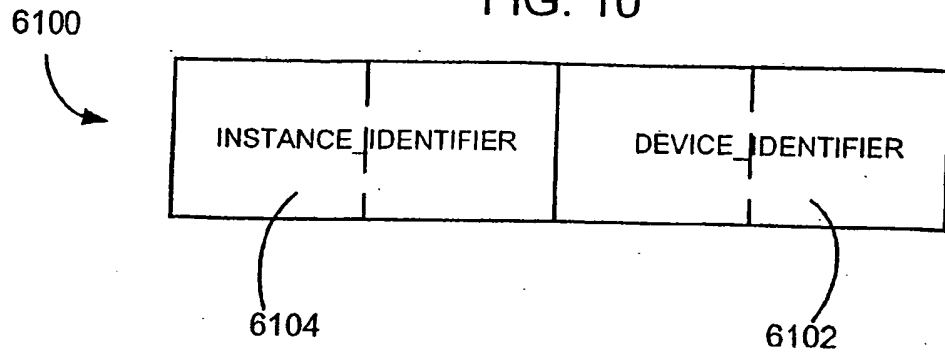 FIG. 10
6100
INSTANCE_IDENTIFIER
DEVICE_IDENTIFIER
6104
6102